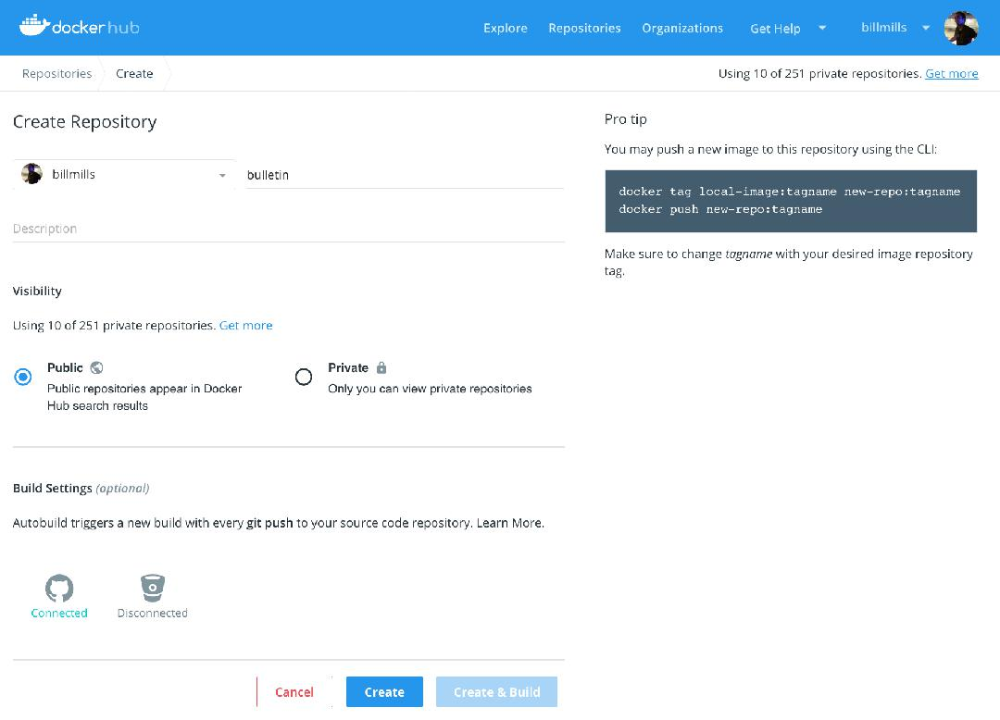 docker hub
Explore Repositories Organizations Get Help billmills
Repositories Create Using 10 of 251 private repositories. Get more
Create Repository
billmills bulletin
Description
Visibility
Using 10 of 251 private repositories. Get more
Public
Public repositories appear in Docker
Hub search results
Private
Only you can view private repositories
Build Settings (optional)
Autobuild triggers a new build with every git push to your source code repository. Learn More.
Connected Disconnected
Cancel Create Create & Build
Pro tip
You may push a new image to this repository using the CLI:
docker tag local-image:tagname new-repo:tagname
docker push new-repo:tagname
Make sure to change tagname with your desired image repository
tag.